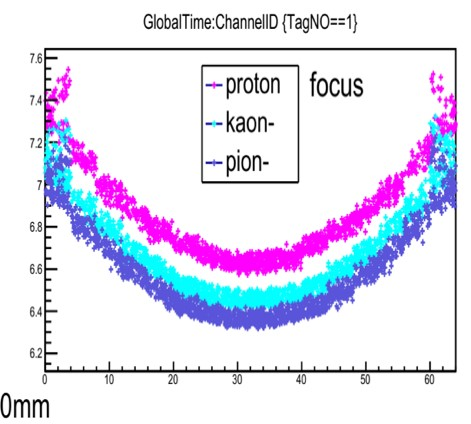 GlobalTime:ChannelID {TagNO==1}
proton
focus
kaon-
pion-
7.6
7.4
7.2
7
6.8
6.6
6.4
6.2
0 10 20 30 40 50 60
0mm